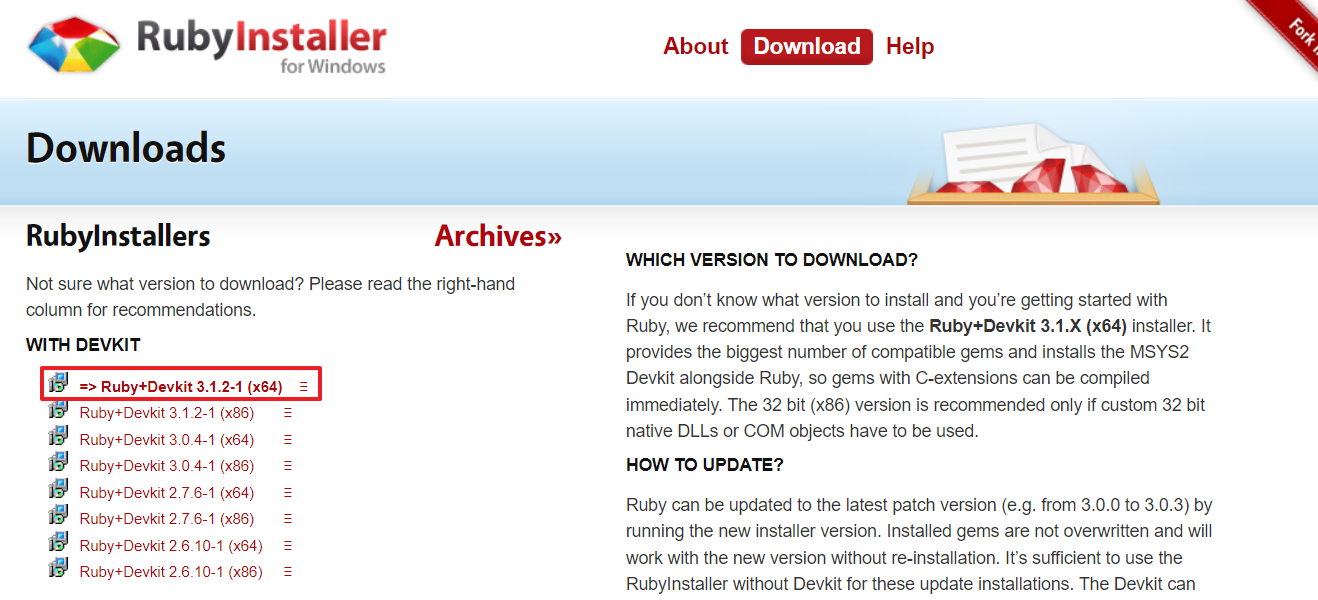 RubyInstaller
for Windows
About Download Help
Fork
Downloads
RubyInstallers
Archives»
Not sure what version to download? Please read the right-hand
column for recommendations.
WITH DEVKIT
=> Ruby+Devkit 3.1.2-1 (x64)
Ruby+Devkit 3.1.2-1 (x86)
Ruby+Devkit 3.0.4-1 (x64)
Ruby+Devkit 3.0.4-1 (x86)
Ruby+Devkit 2.7.6-1 (x64)
Ruby+Devkit 2.7.6-1 (x86)
Ruby+Devkit 2.6.10-1 (x64)
Ruby+Devkit 2.6.10-1 (x86)
WHICH VERSION TO DOWNLOAD?
If you don’t know what version to install and you’re getting started with
Ruby, we recommend that you use the Ruby+Devkit 3.1.X (x64) installer. It
provides the biggest number of compatible gems and installs the MSYS2
Devkit alongside Ruby, so gems with C-extensions can be compiled
immediately. The 32 bit (x86) version is recommended only if custom 32 bit
native DLLs or COM objects have to be used.
HOW TO UPDATE?
Ruby can be updated to the latest patch version (e.g. from 3.0.0 to 3.0.3) by
running the new installer version. Installed gems are not overwritten and will
work with the new version without re-installation. It’s sufficient to use the
RubyInstaller without Devkit for these update installations. The Devkit can